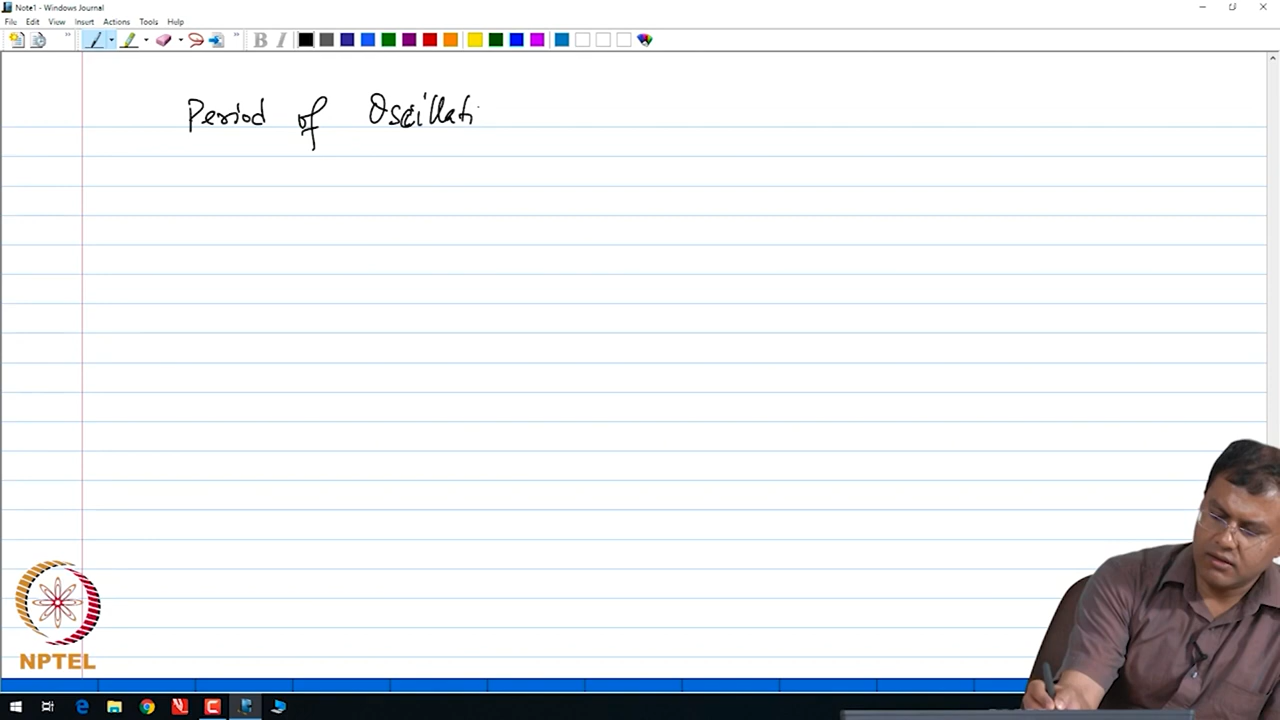 Note1 - Windows Journal
File Edit View Insert Actions Tools Help
B I
Period of Oscillati
NPTEL